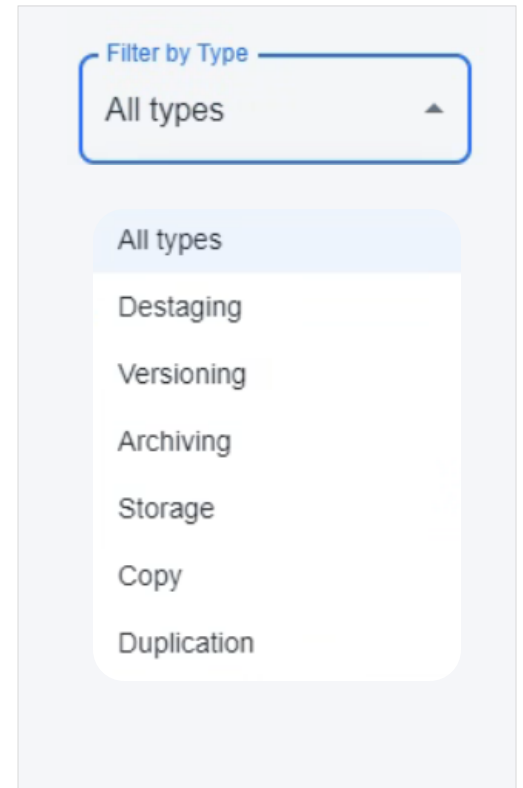 Filter by Type
All types
All types
Destaging
Versioning
Archiving
Storage
Copy
Duplication